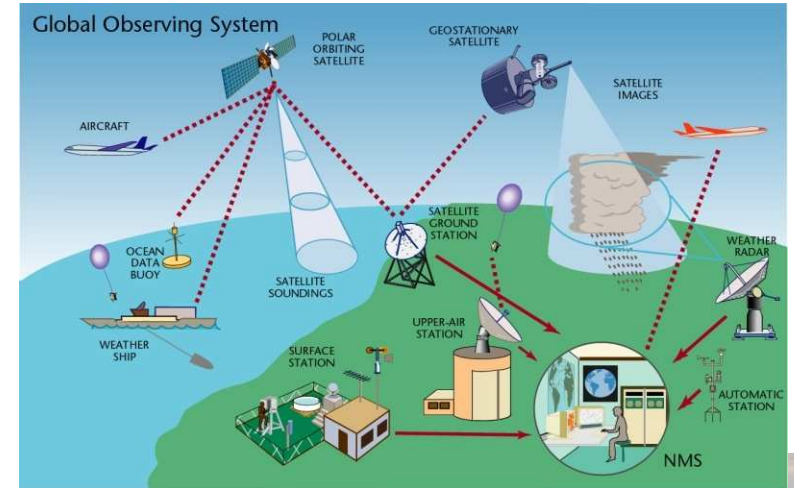 Global Observing System
POLAR
ORBITING
SATELLITE
GEOSTATIONARY
SATELLITE
SATELLITE
IMAGES
AIRCRAFT
OCEAN
DATA
BUOY
SATELLITE
SOUNDINGS
SATELLITE
GROUND
STATION
WEATHER
RADAR
WEATHER
SHIP
SURFACE
STATION
UPPER-AIR
STATION
AUTOMATIC
STATION
NMS